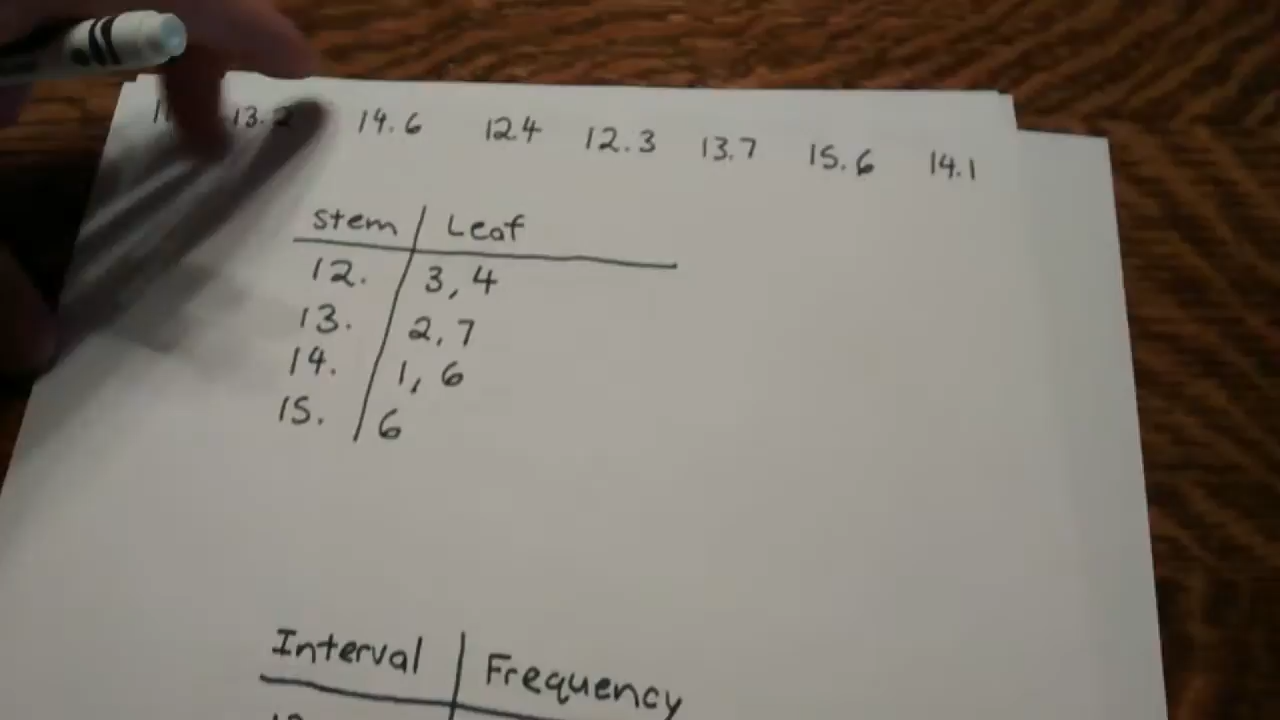 13.2 14.6 12.4 12.3 13.7 15.6 14.1
Stem Leaf
12. 3, 4
13. 2, 7
14. 1, 6
15. 6
Interval Frequency